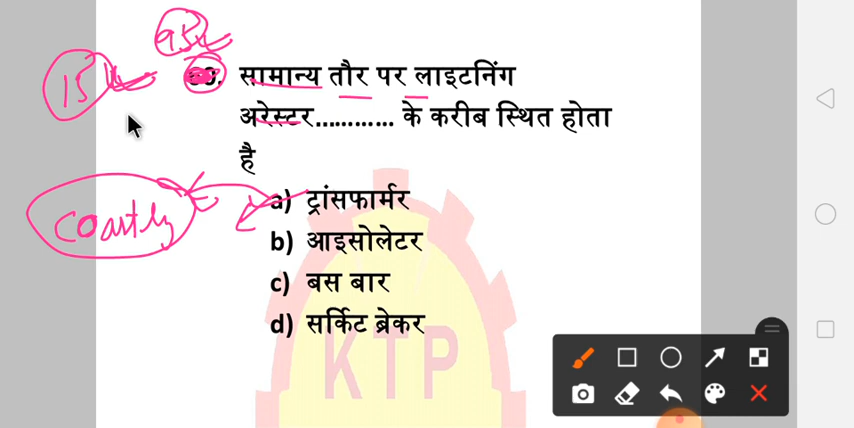 सामान्य तौर पर लाइटनिंग
अरेस्टर............ के करीब स्थित होता
है
a) ट्रांसफार्मर
b) आइसोलेटर
c) बस बार
d) सर्किट ब्रेकर
KTP